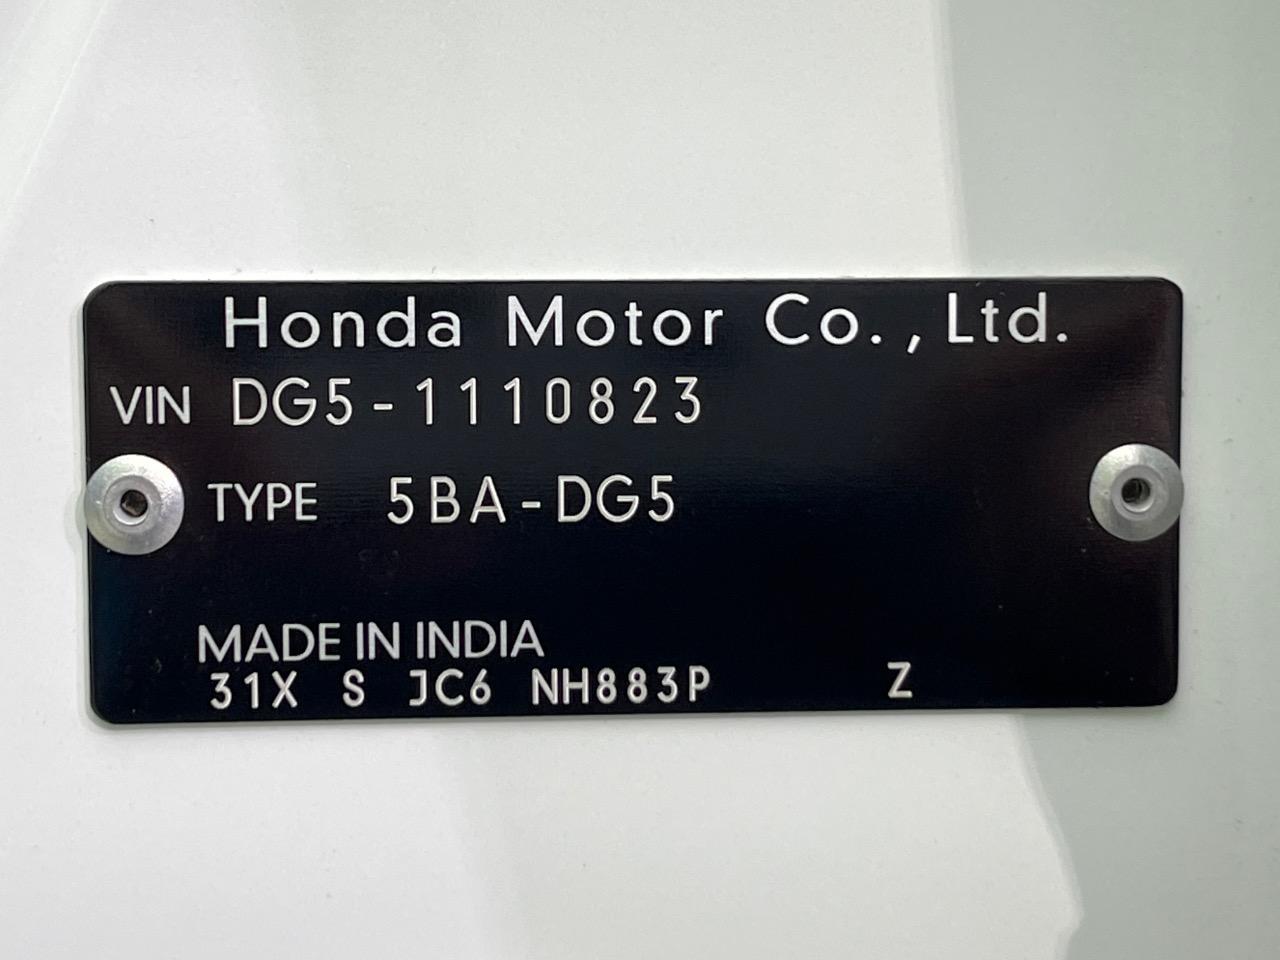 Honda Motor Co., Ltd.
VIN DG5-1110823
TYPE 5BA-DG5
MADE IN INDIA
31X S JC6 NH883P Z